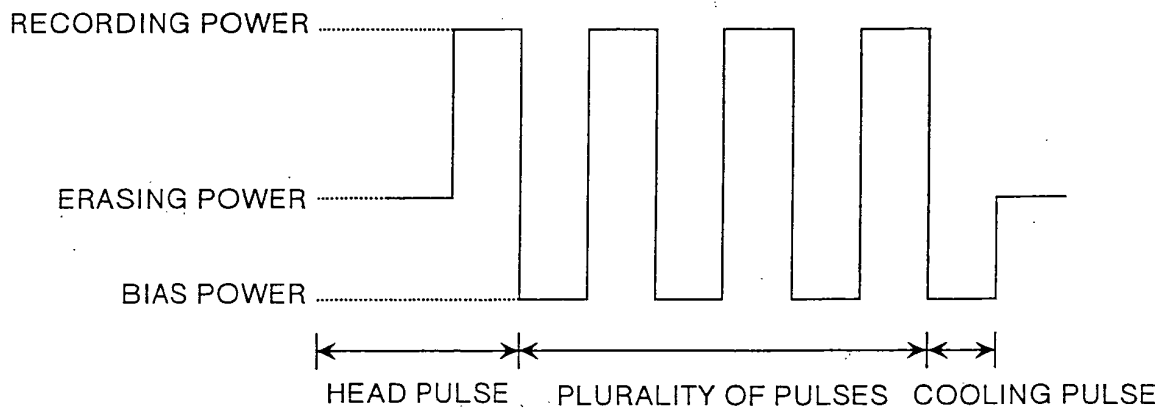 RECORDING POWER
ERASING POWER
BIAS POWER
HEAD PULSE PLURALITY OF PULSES COOLING PULSE